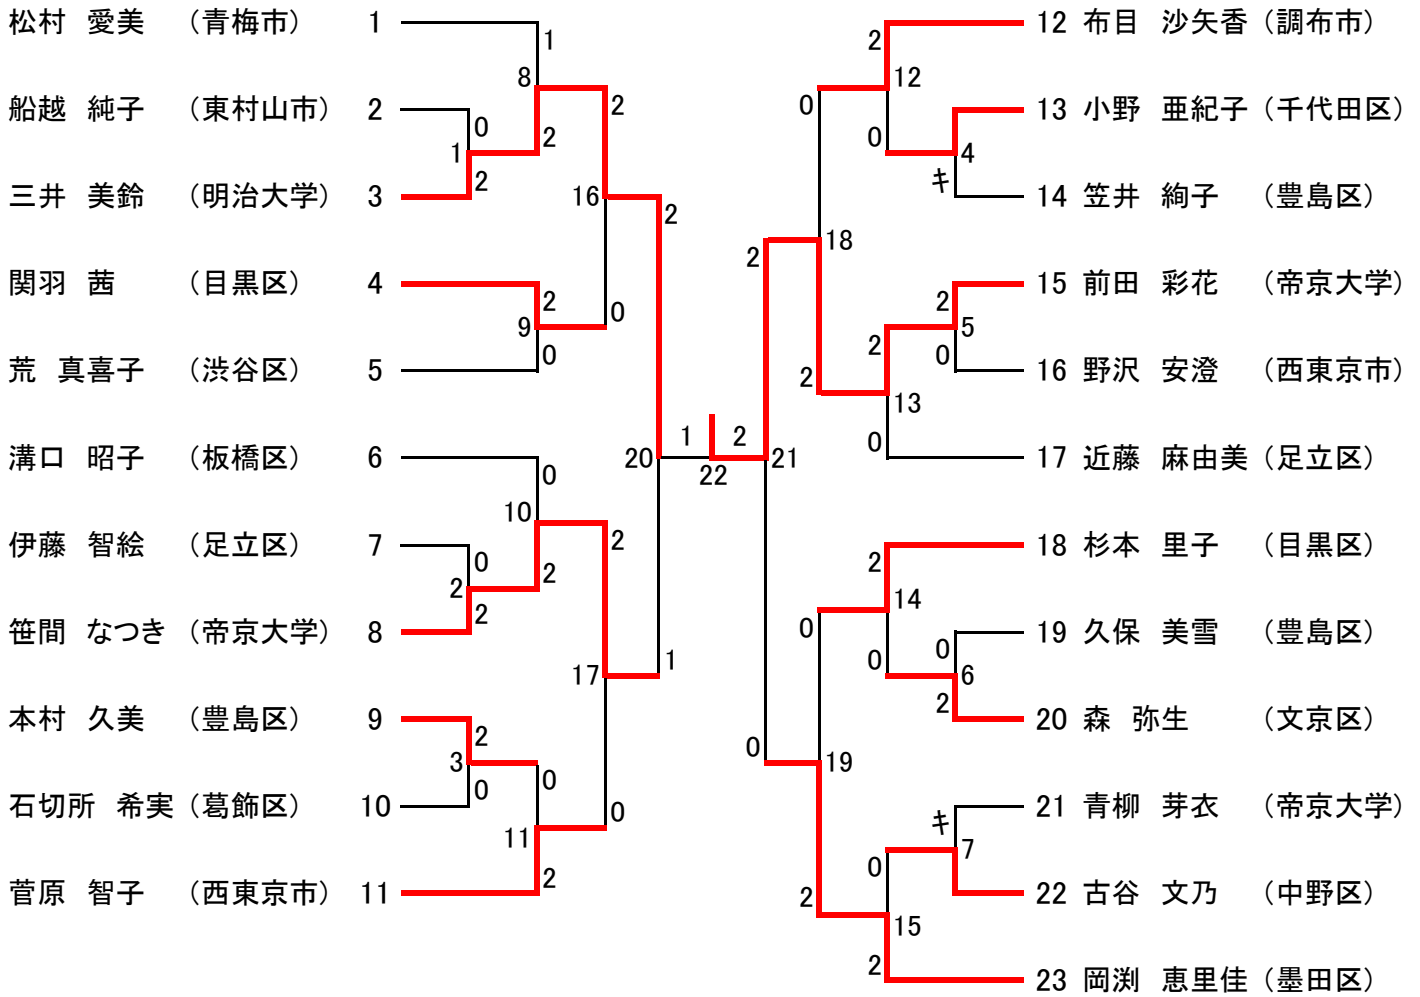 松村 愛美 （青梅市） 1
船越 純子 （東村山市） 2
三井 美鈴 （明治大学） 3
関羽 茜 （目黒区） 4
荒 真喜子 （渋谷区） 5
溝口 昭子 （板橋区） 6
伊藤 智絵 （足立区） 7
笹間 なつき （帝京大学） 8
本村 久美 （豊島区） 9
石切所 希実 （葛飾区） 10
菅原 智子 （西東京市） 11
1
8
0
1
2
2
2
16
2
2
9
0
0
0
10
0
2
2
2
2
17
2
3
0
0
11
2
0
20
1
1
22
2
21
2
0
18
0
2
19
0
2
2
12
0
4
キ
2
5
0
2
13
0
2
14
0
0
6
2
キ
7
0
15
2
12 布目 沙矢香 （調布市）
13 小野 亜紀子 （千代田区）
14 笠井 絢子 （豊島区）
15 前田 彩花 （帝京大学）
16 野沢 安澄 （西東京市）
17 近藤 麻由美 （足立区）
18 杉本 里子 （目黒区）
19 久保 美雪 （豊島区）
20 森 弥生 （文京区）
21 青柳 芽衣 （帝京大学）
22 古谷 文乃 （中野区）
23 岡渕 恵里佳 （墨田区）